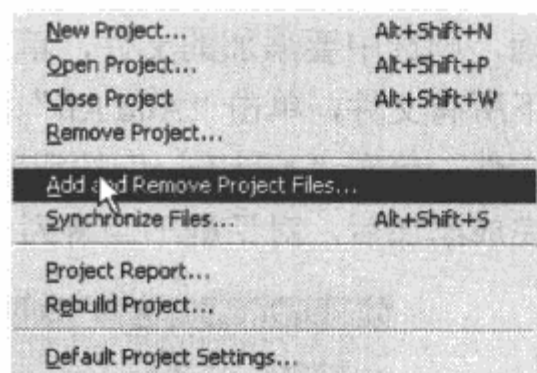 New Project... Alt+Shift+N
Open Project... Alt+Shift+P
Close Project Alt+Shift+W
Remove Project...
Add and Remove Project Files...
Synchronize Files... Alt+Shift+S
Project Report...
Rebuild Project...
Default Project Settings...